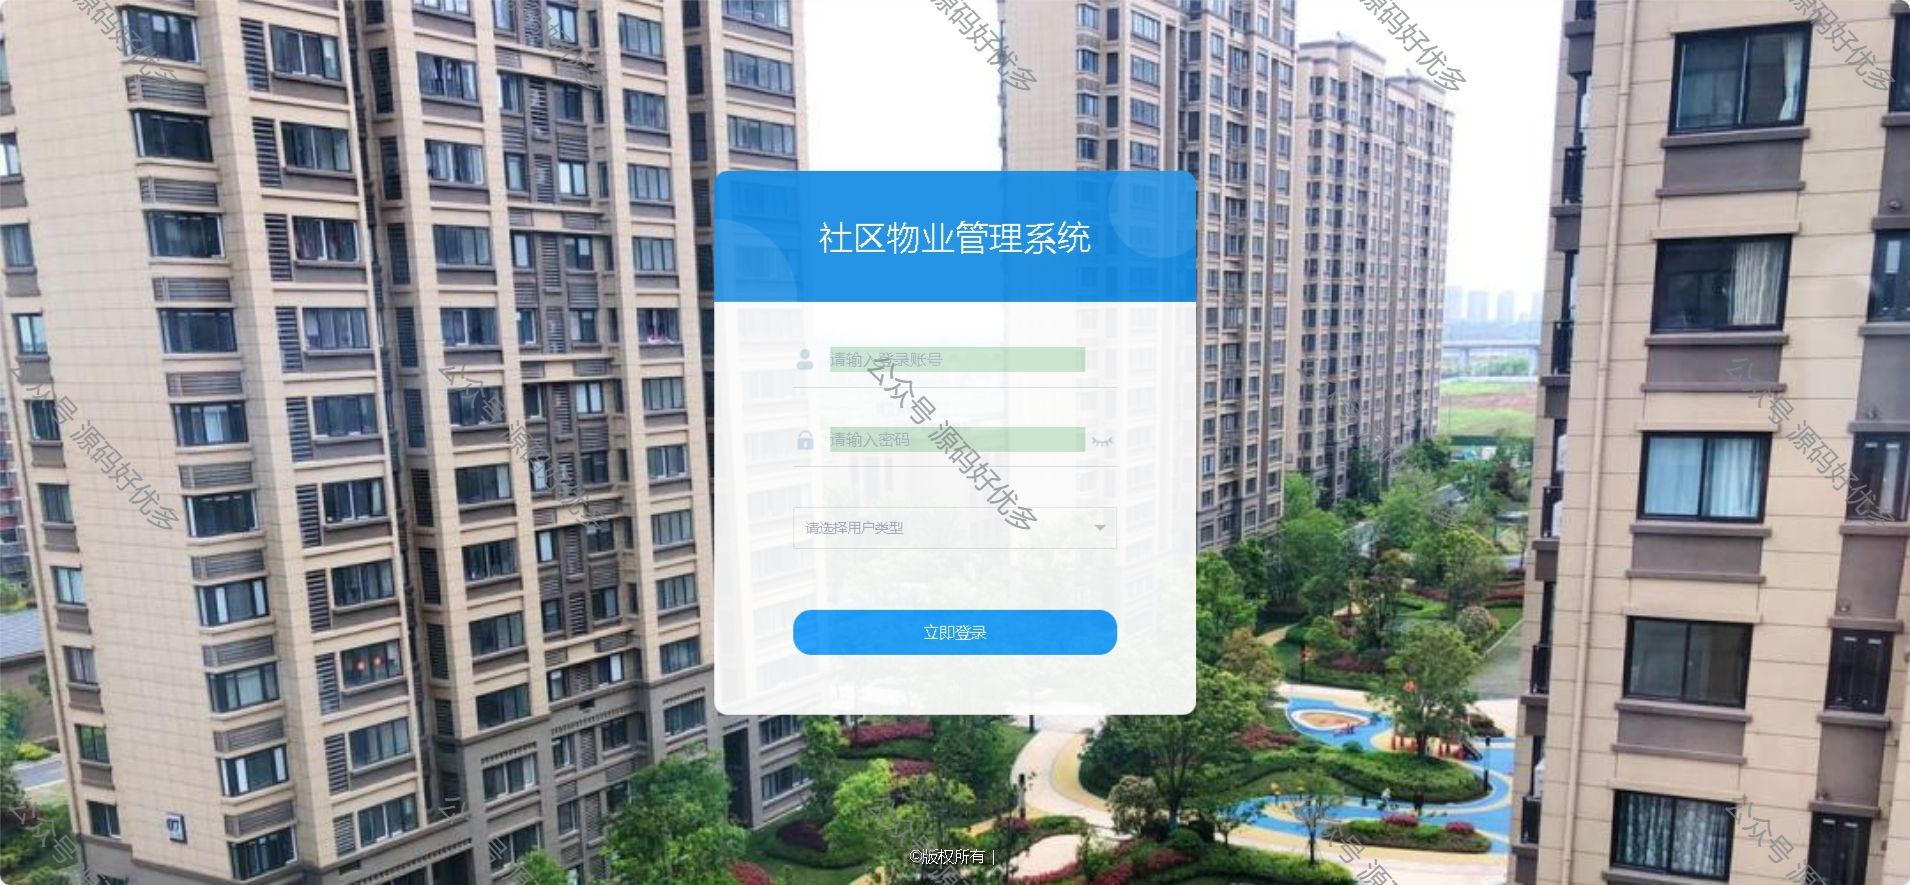 社区物业管理系统
请输入登录账号
请输入密码
请选择用户类型
立即登录
©版权所有 |
07
公众号 源码好优多